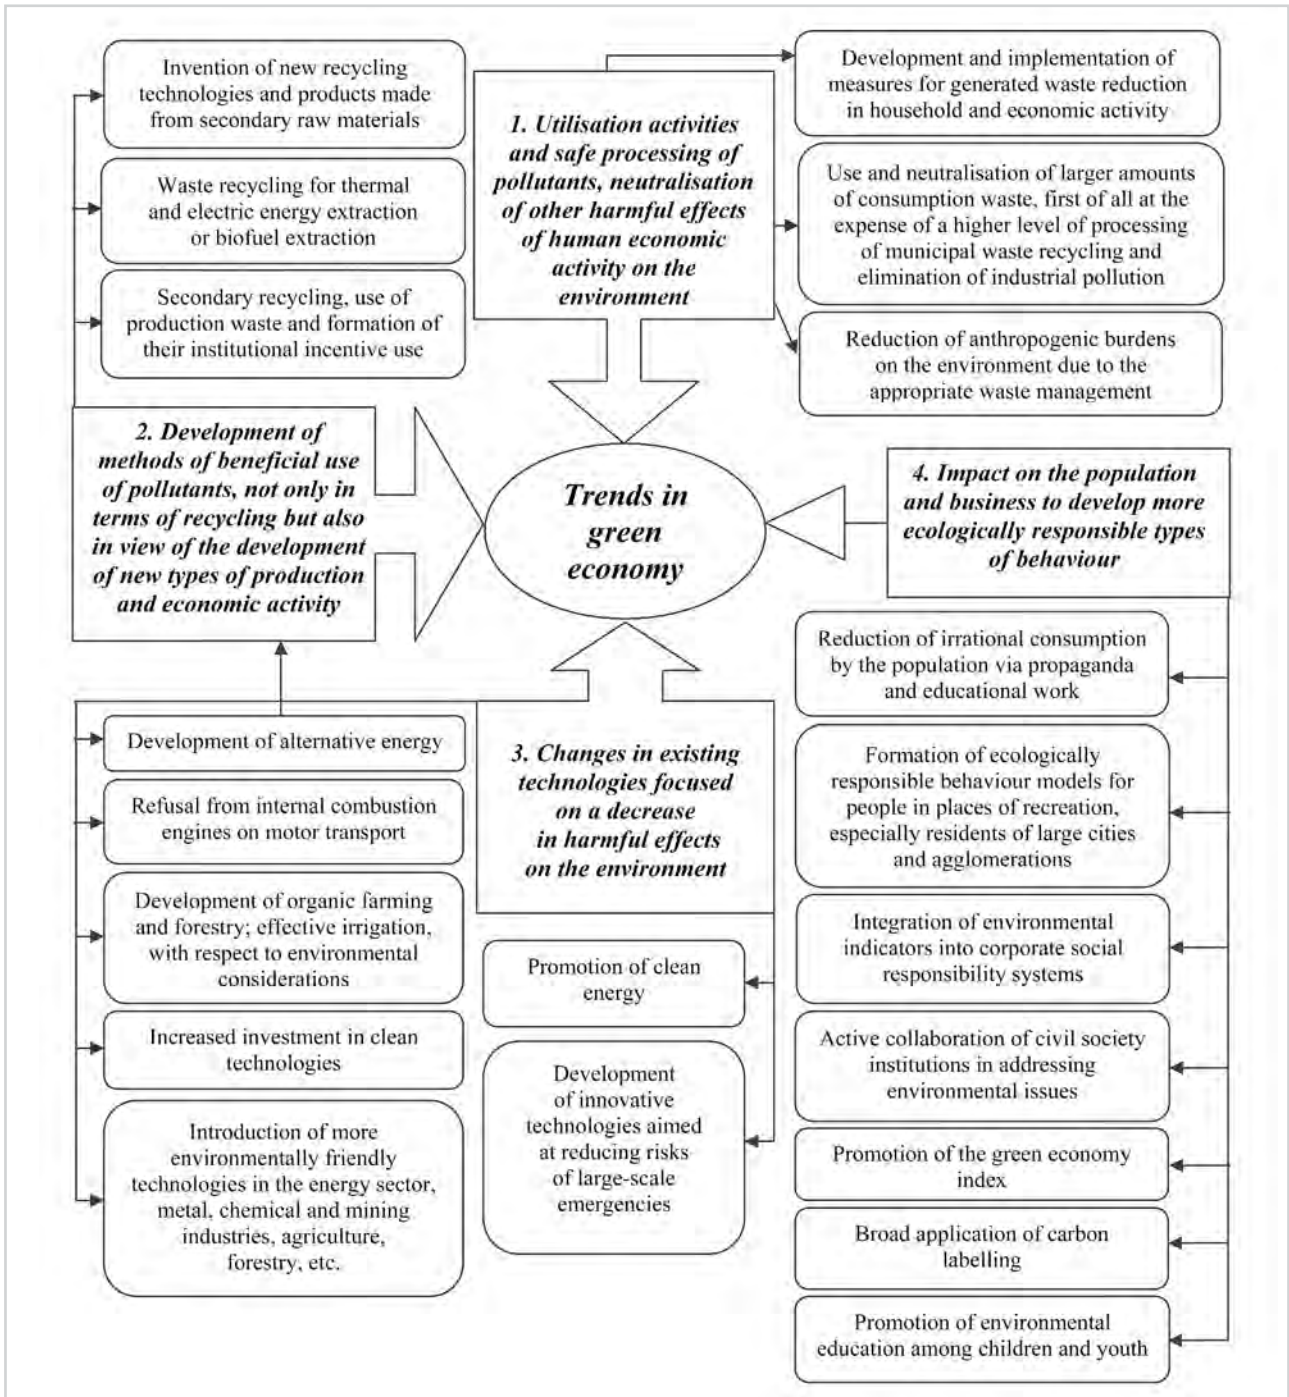 Invention of new recycling
technologies and products made
from secondary raw materials
Waste recycling for thermal
and electric energy extraction
or biofuel extraction
Secondary recycling, use of
production waste and formation of
their institutional incentive use
1. Utilisation activities
and safe processing of
pollutants, neutralisation
of other harmful effects
of human economic
activity on the
environment
Development and implementation of
measures for generated waste reduction
in household and economic activity
Use and neutralisation of larger amounts
of consumption waste, first of all at the
expense of a higher level of processing
of municipal waste recycling and
elimination of industrial pollution
Reduction of anthropogenic burdens
on the environment due to the
appropriate waste management
2. Development of
methods of beneficial use
of pollutants, not only in
terms of recycling but also
in view of the development
of new types of production
and economic activity
Trends in
green
economy
4. Impact on the population
and business to develop more
ecologically responsible types
of behaviour
Development of alternative energy
Refusal from internal combustion
engines on motor transport
Development of organic farming
and forestry; effective irrigation,
with respect to environmental
considerations
Increased investment in clean
technologies
Introduction of more
environmentally friendly
technologies in the energy sector,
metal, chemical and mining
industries, agriculture,
forestry, etc.
3. Changes in existing
technologies focused
on a decrease
in harmful effects
on the environment
Promotion of clean
energy
Development
of innovative
technologies aimed
at reducing risks
of large-scale
emergencies
Reduction of irrational consumption
by the population via propaganda
and educational work
Formation of ecologically
responsible behaviour models for
people in places of recreation,
especially residents of large cities
and agglomerations
Integration of environmental
indicators into corporate social
responsibility systems
Active collaboration of civil society
institutions in addressing
environmental issues
Promotion of the green economy
index
Broad application of carbon
labelling
Promotion of environmental
education among children and youth